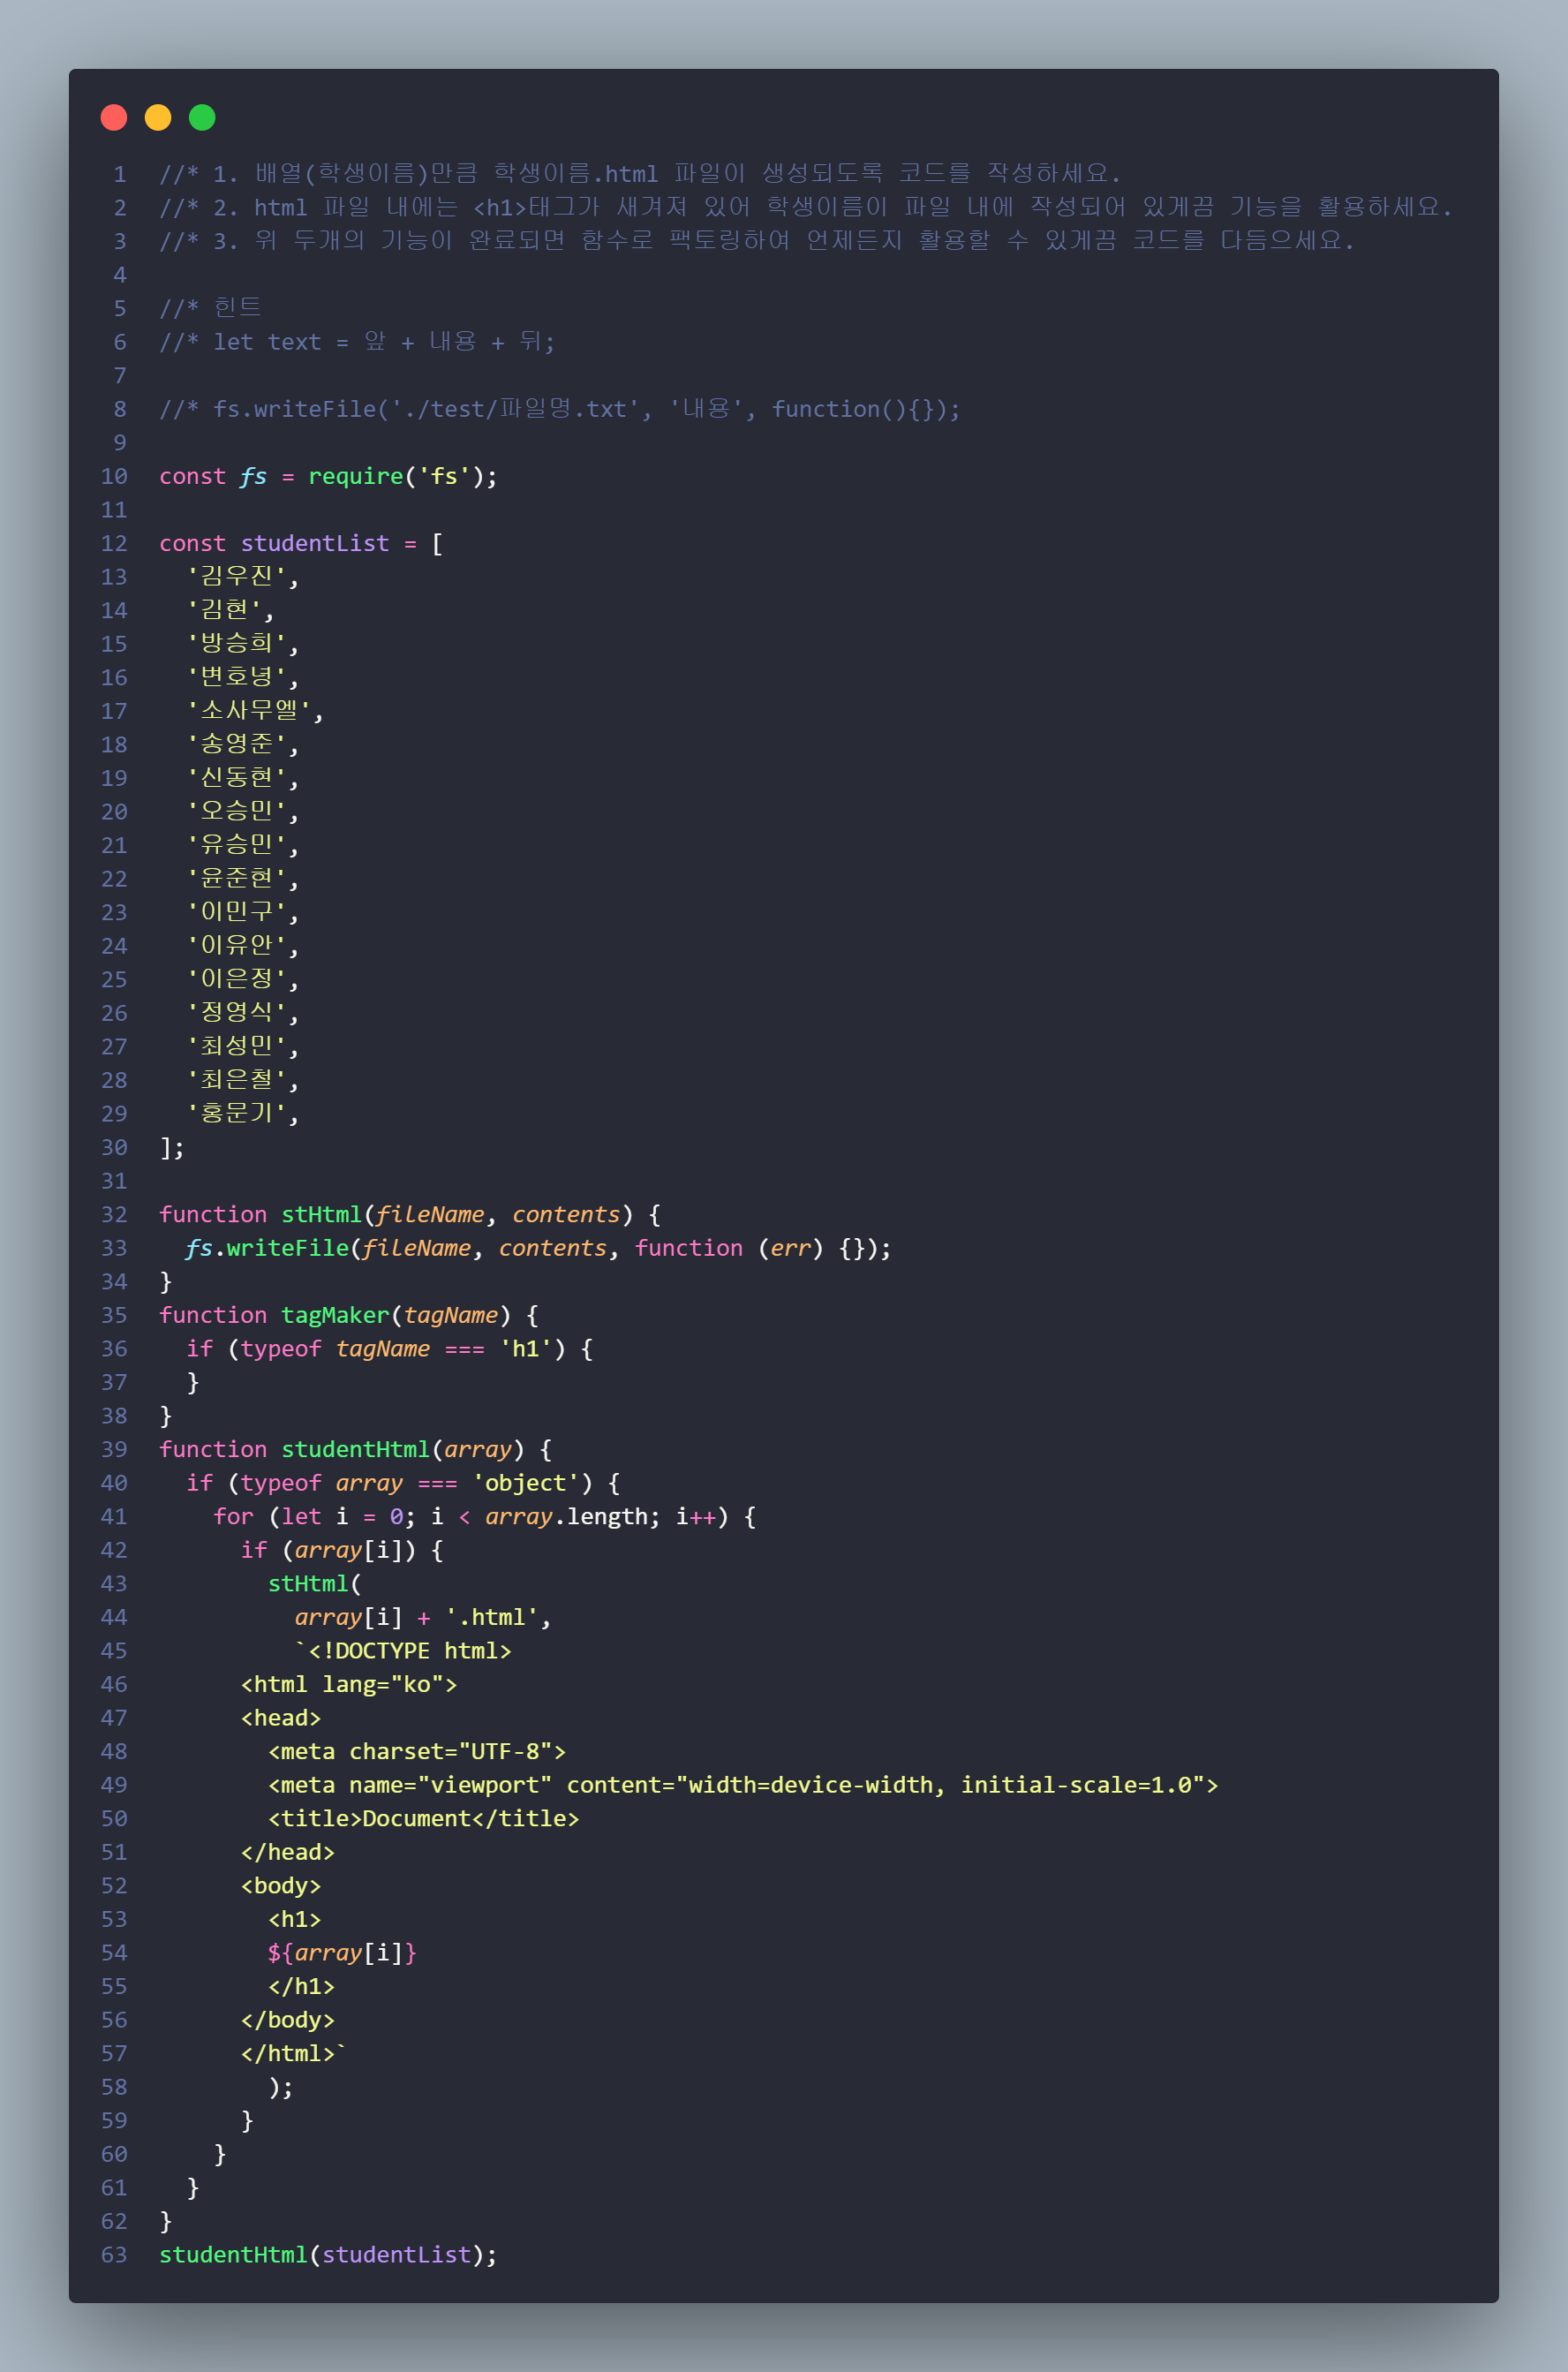 1 //* 1. 배열(학생이름)만큼 학생이름.html 파일이 생성되도록 코드를 작성하세요.
2 //* 2. html 파일 내에는 <h1>태그가 새겨져 있어 학생이름이 파일 내에 작성되어 있게끔 기능을 활용하세요.
3 //* 3. 위 두개의 기능이 완료되면 함수로 팩토링하여 언제든지 활용할 수 있게끔 코드를 다듬으세요.
4
5 //* 힌트
6 //* let text = 앞 + 내용 + 뒤;
7
8 //* fs.writeFile('./test/파일명.txt', '내용', function(){});
9
10 const fs = require('fs');
11
12 const studentList = [
13   '김우진',
14   '김현',
15   '방승희',
16   '변호녕',
17   '소사무엘',
18   '송영준',
19   '신동현',
20   '오승민',
21   '유승민',
22   '윤준현',
23   '이민구',
24   '이유안',
25   '이은정',
26   '정영식',
27   '최성민',
28   '최은철',
29   '홍문기',
30 ];
31
32 function stHtml(fileName, contents) {
33   fs.writeFile(fileName, contents, function (err) {});
34 }
35 function tagMaker(tagName) {
36   if (typeof tagName === 'h1') {
37   }
38 }
39 function studentHtml(array) {
40   if (typeof array === 'object') {
41     for (let i = 0; i < array.length; i++) {
42       if (array[i]) {
43         stHtml(
44           array[i] + '.html',
45           `<!DOCTYPE html>
46       <html lang="ko">
47       <head>
48         <meta charset="UTF-8">
49         <meta name="viewport" content="width=device-width, initial-scale=1.0">
50         <title>Document</title>
51       </head>
52       <body>
53         <h1>
54         ${array[i]}
55         </h1>
56       </body>
57       </html>`
58         );
59       }
60     }
61   }
62 }
63 studentHtml(studentList);